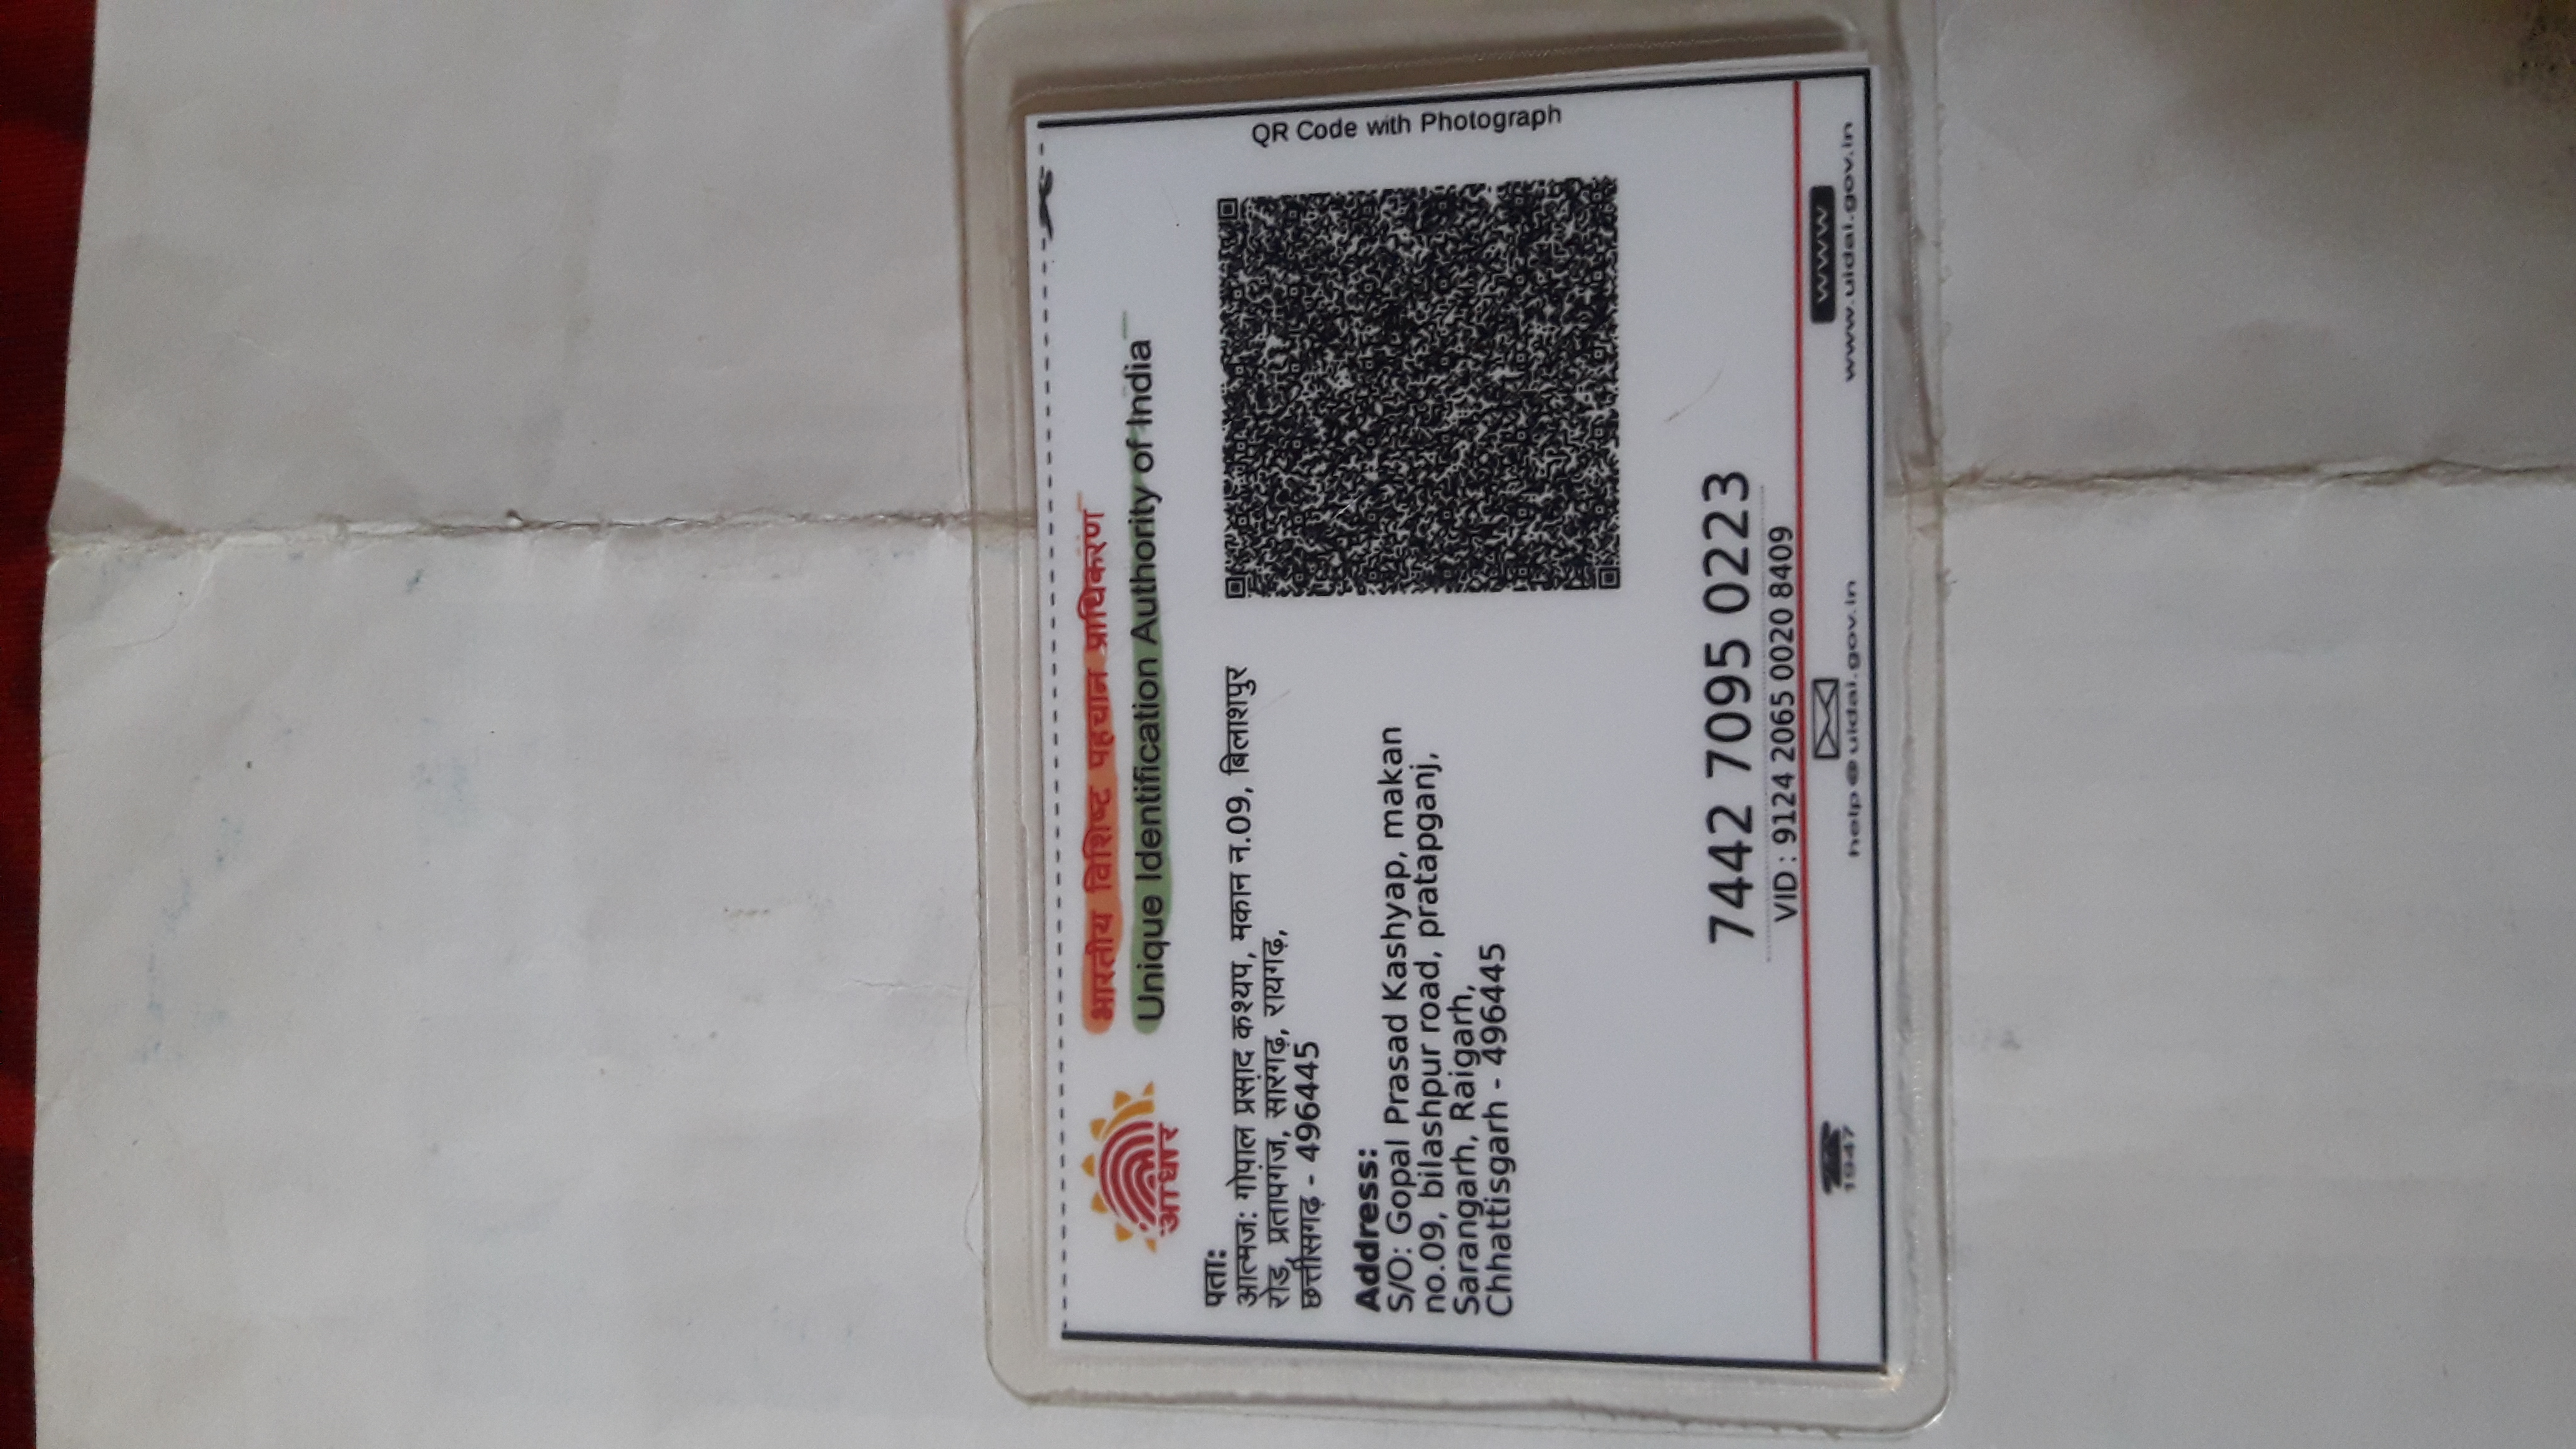 भारतीय विशिष्ट पहचान प्राधिकरण
Unique Identification Authority of India
आधार
पता:
आत्मज: गोपाल प्रसाद कश्यप, मकान न.09, बिलाशपुर
रोड, प्रतापगंज, सारंगढ़, रायगढ़,
छत्तीसगढ़ - 496445
Address:
S/O: Gopal Prasad Kashyap, makan
no.09, bilashpur road, pratapganj,
Sarangarh, Raigarh,
Chhattisgarh - 496445
QR Code with Photograph
7442 7095 0223
VID : 9124 2065 0020 8409
1947
help@uidai.gov.in
www
www.uidai.gov.in